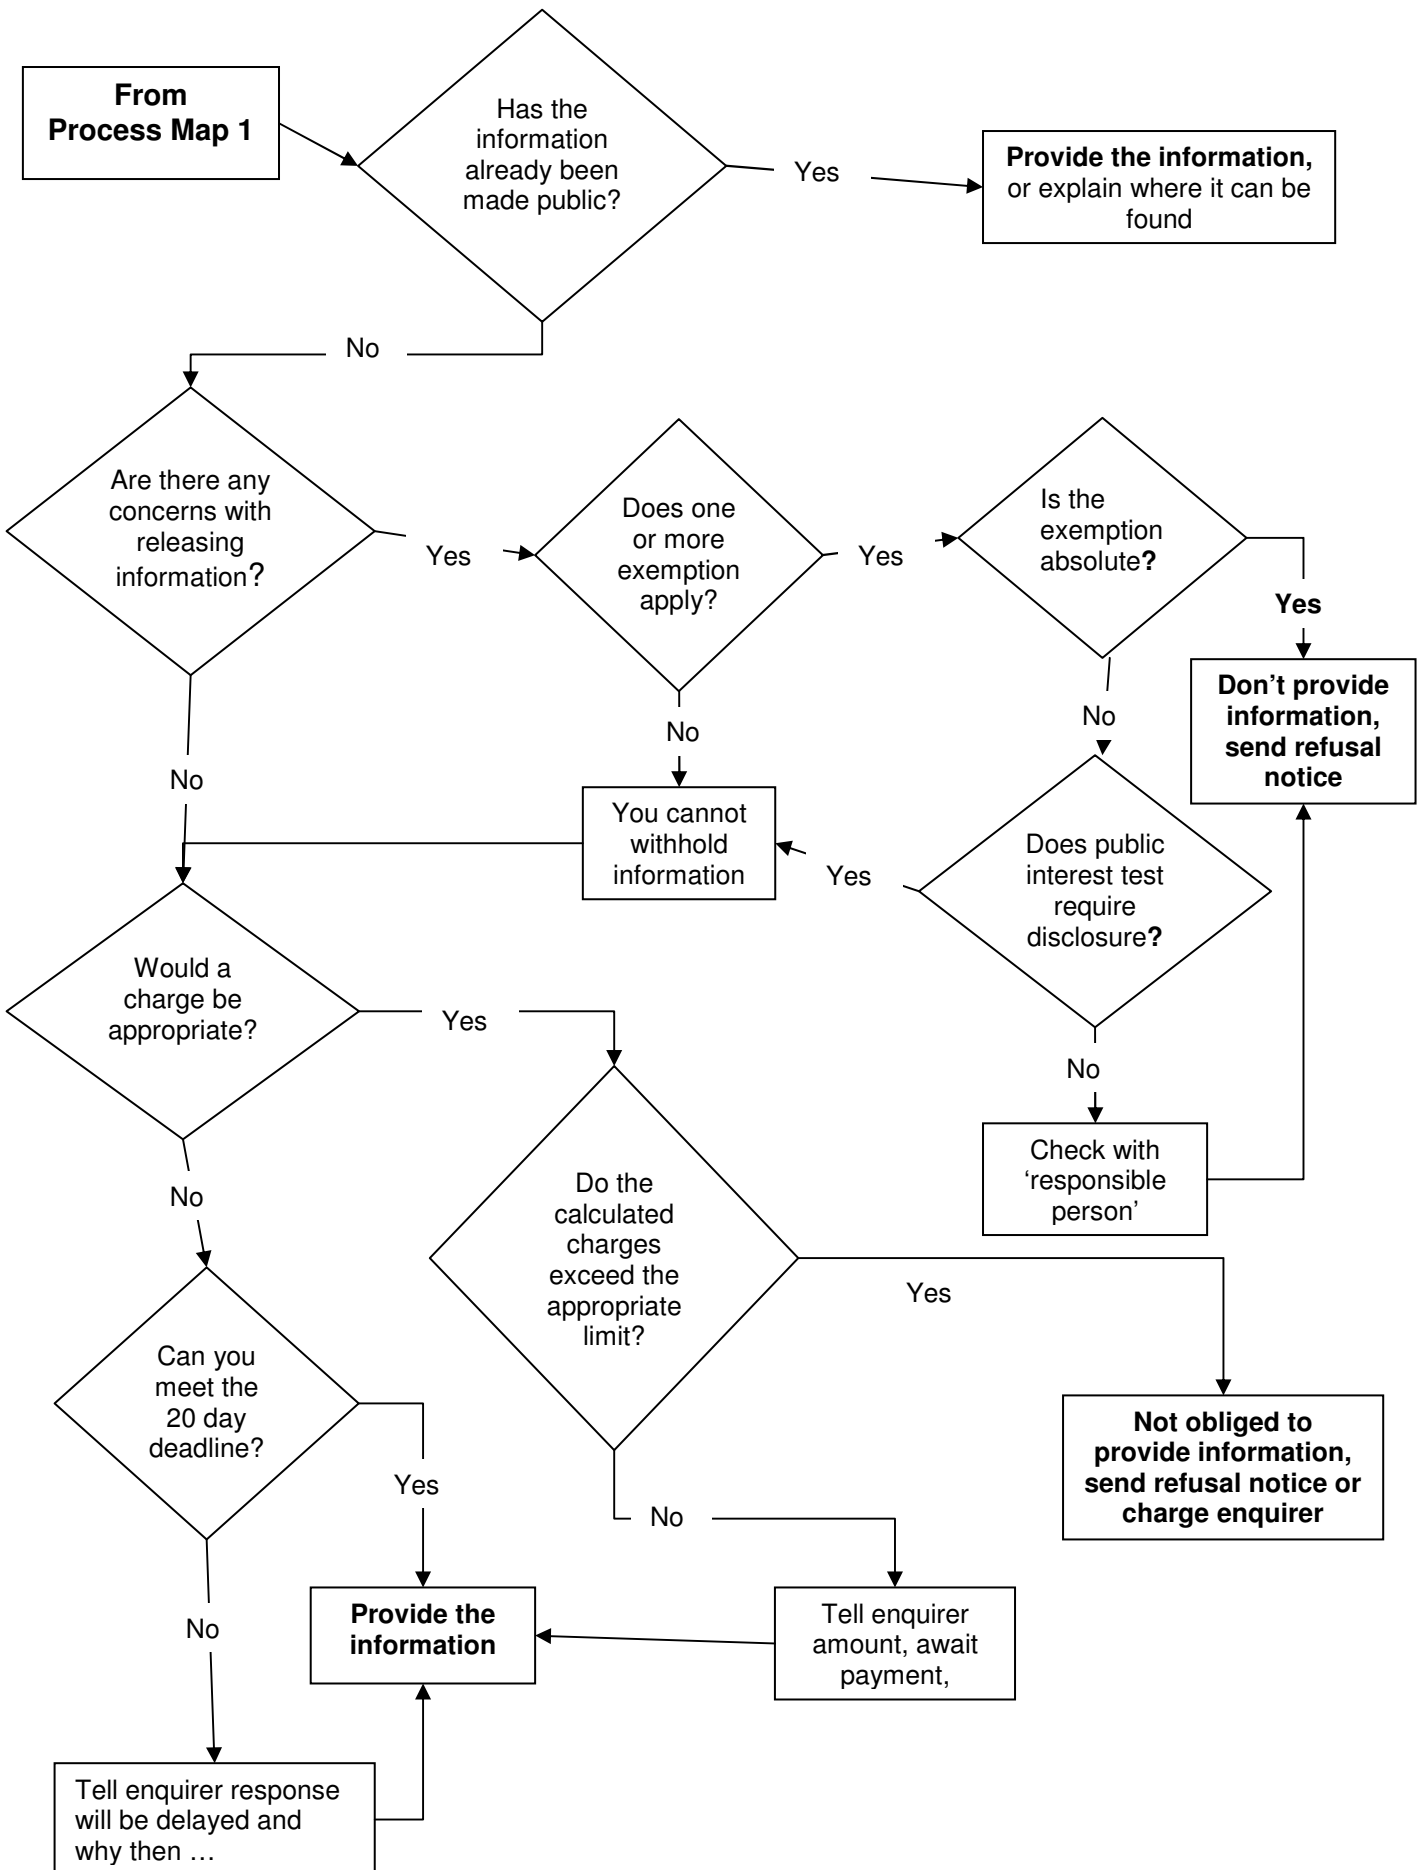 From
Process Map 1
Has the
information
already been
made public?
Yes
Provide the information,
or explain where it can be
found
No
Are there any
concerns with
releasing
information?
Yes
Does one
or more
exemption
apply?
Yes
Is the
exemption
absolute?
Yes
Don’t provide
information,
send refusal
notice
No
No
No
You cannot
withhold
information
Yes
Does public
interest test
require
disclosure?
Would a
charge be
appropriate?
Yes
No
Check with
‘responsible
person’
No
Do the
calculated
charges
exceed the
appropriate
limit?
Yes
Can you
meet the
20 day
deadline?
Yes
Not obliged to
provide information,
send refusal notice or
charge enquirer
No
No
Provide the
information
Tell enquirer
amount, await
payment,
Tell enquirer response
will be delayed and
why then …